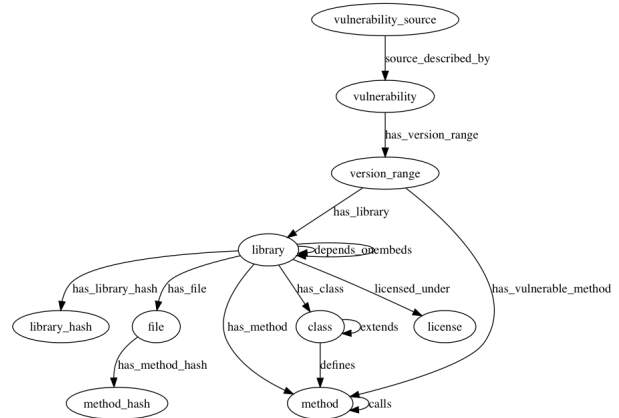 vulnerability_source
source_described_by
vulnerability
has_version_range
version_range
has_library
library
depends_on
embeds
has_library_hash
has_file
has_class
licensed_under
has_vulnerable_method
library_hash
file
has_method
class
extends
license
has_method_hash
defines
method_hash
method
calls